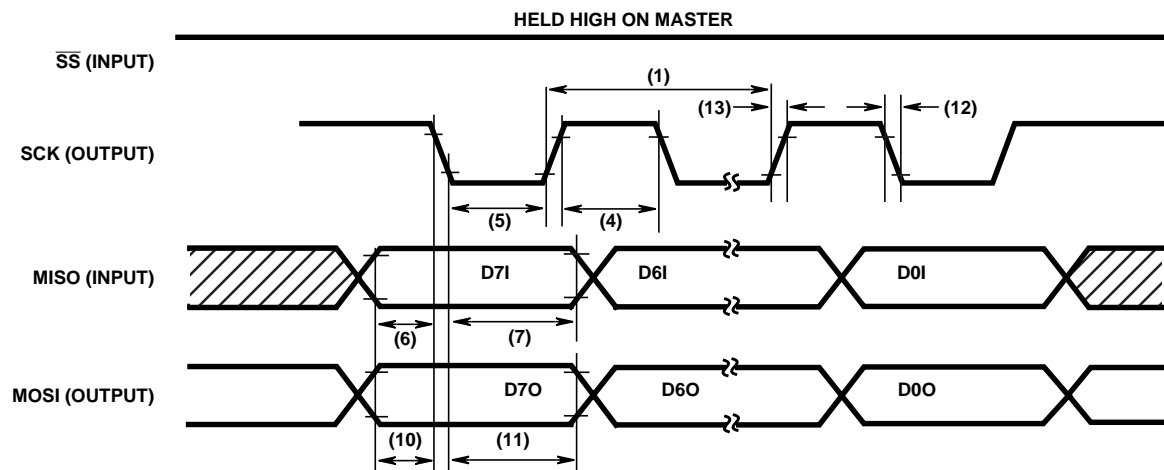 HELD HIGH ON MASTER
SS (INPUT)
(1)
(13)
(12)
SCK (OUTPUT)
(5)
(4)
MISO (INPUT)
D7I
D6I
D0I
(6)
(7)
MOSI (OUTPUT)
D7O
D6O
D0O
(10)
(11)